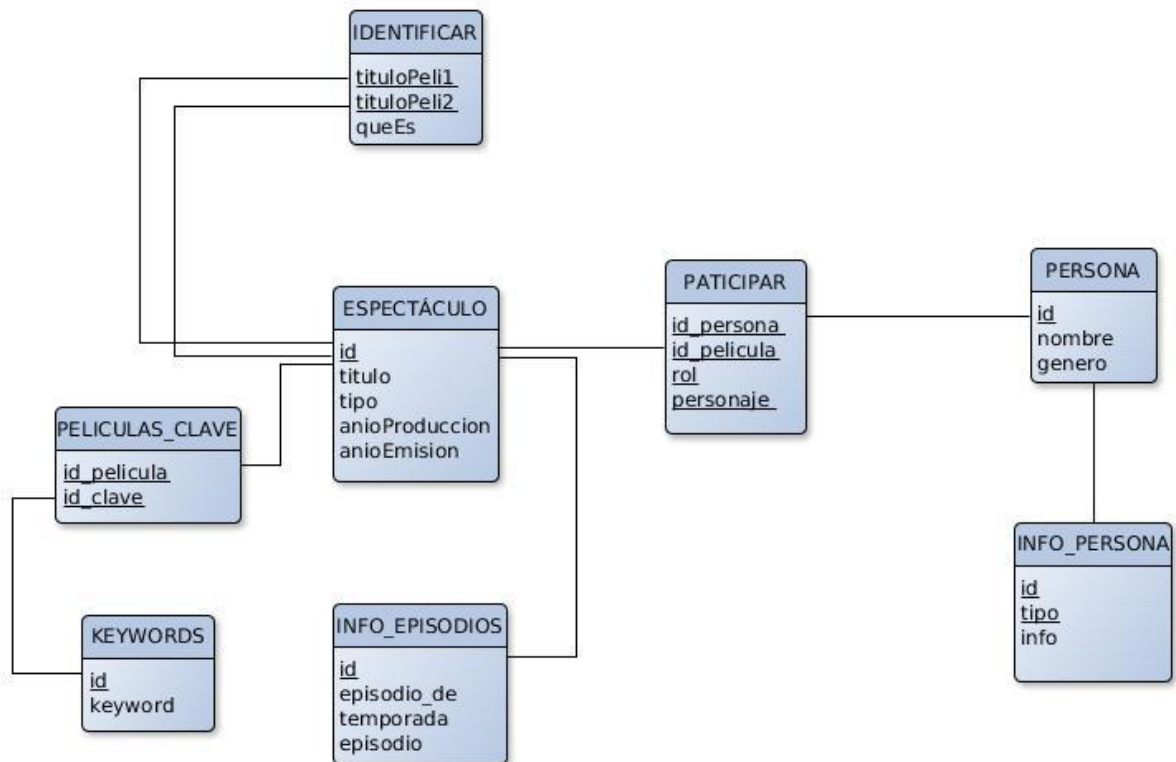 IDENTIFICAR
tituloPeli1
tituloPeli2
queEs
ESPECTÁCULO
id
titulo
tipo
anioProduccion
anioEmision
PATICIPAR
id_persona
id_pelicula
rol
personaje
PERSONA
id
nombre
genero
PELICULAS_CLAVE
id_pelicula
id_clave
KEYWORDS
id
keyword
INFO_EPISODIOS
id
episodio_de
temporada
episodio
INFO_PERSONA
id
tipo
info